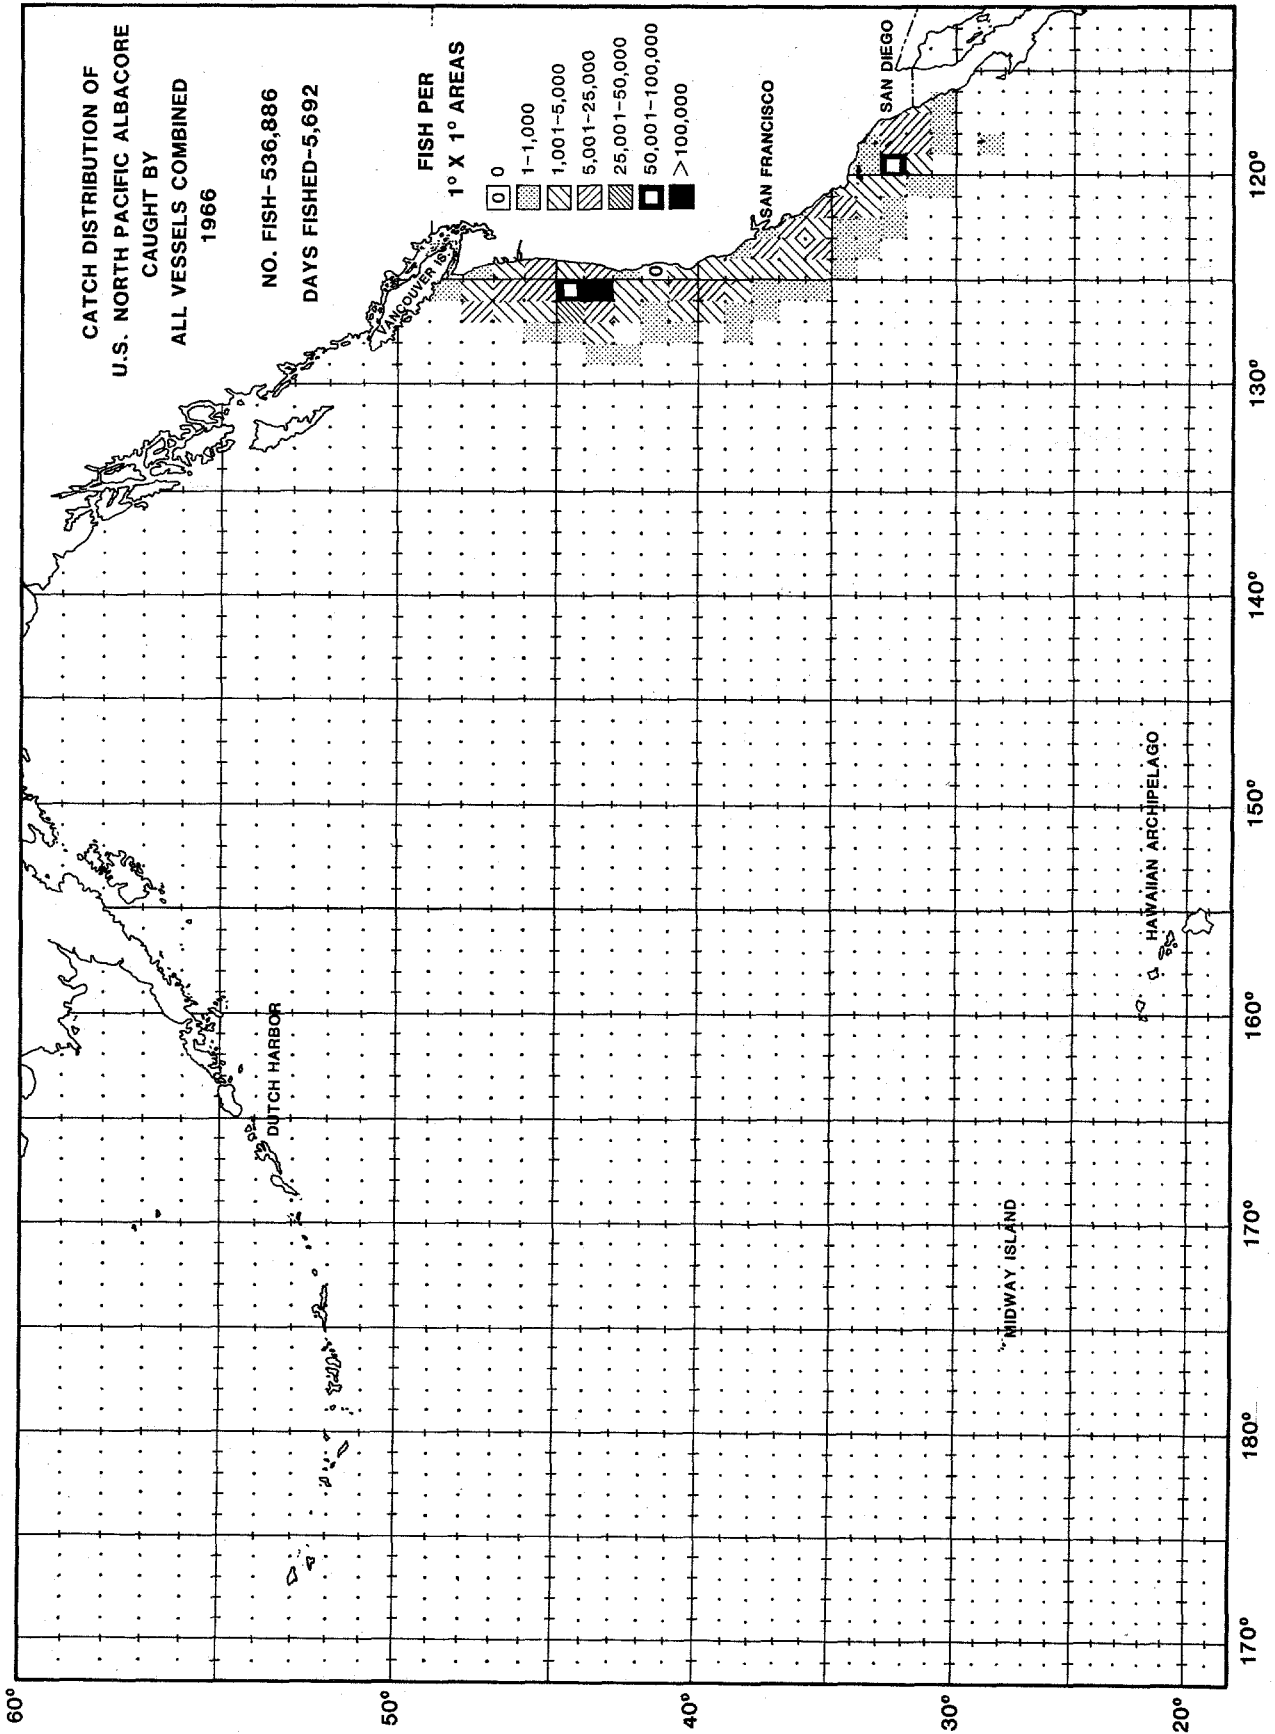 CATCH DISTRIBUTION OF
U.S. NORTH PACIFIC ALBACORE
CAUGHT BY
ALL VESSELS COMBINED
1966
NO. FISH-536,886
DAYS FISHED-5,692
FISH PER
1° X 1° AREAS
0 0
1-1,000
1,001-5,000
5,001-25,000
25,001-50,000
50,001-100,000
>100,000
VANCOUVER IS.
0
SAN FRANCISCO
SAN DIEGO
DUTCH HARBOR
MIDWAY ISLAND
HAWAIIAN ARCHIPELAGO
60°
50°
40°
30°
20°
170°
180°
170°
160°
150°
140°
130°
120°